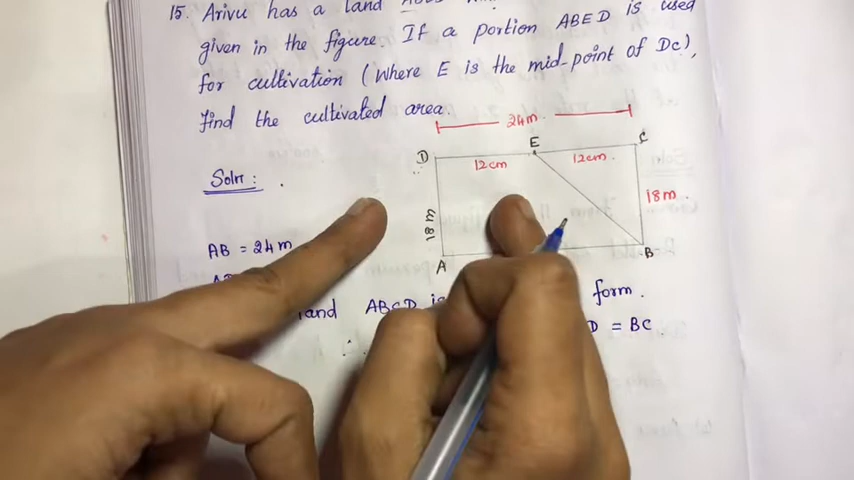 15. Arivu has a land
given in the figure. If a portion ABED is used
for cultivation (Where E is the mid-point of DC),
find the cultivated area.
24m
D
E
C
12cm
12cm
Soln :
18m
18m
AB = 24m
A
B
land ABCD is form.
= BC